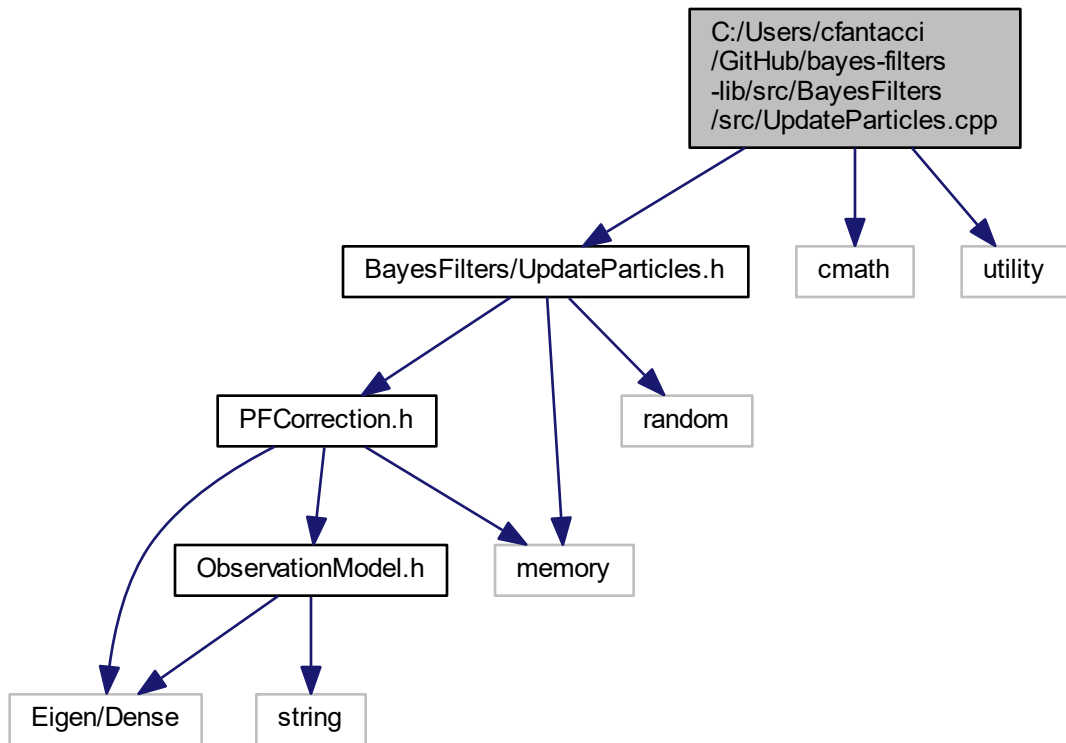 C:/Users/cfantacci
/GitHub/bayes-filters
-lib/src/BayesFilters
/src/UpdateParticles.cpp
BayesFilters/UpdateParticles.h
cmath
utility
PFCorrection.h
random
ObservationModel.h
memory
Eigen/Dense
string